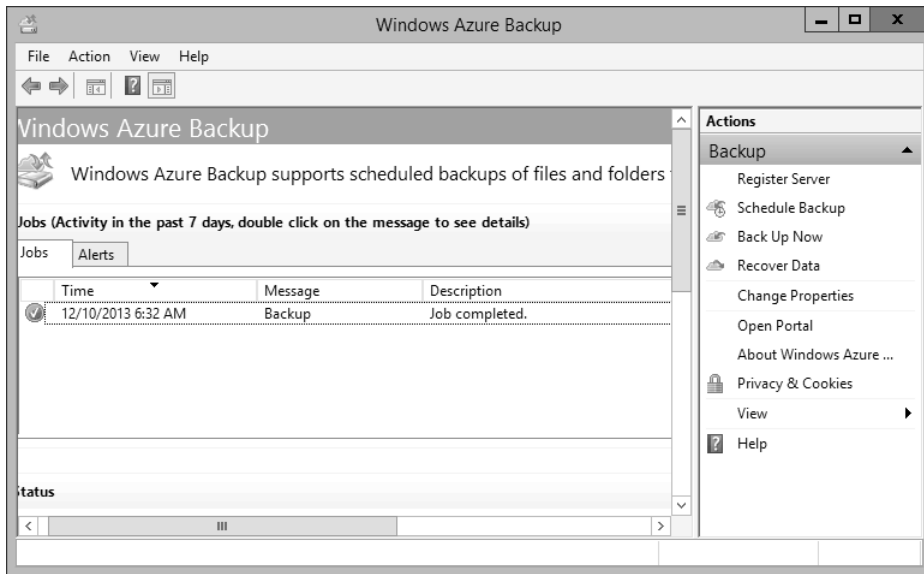 Windows Azure Backup
File Action View Help
Vindows Azure Backup
Windows Azure Backup supports scheduled backups of files and folders
Jobs (Activity in the past 7 days, double click on the message to see details)
Jobs Alerts
Time Message Description
12/10/2013 6:32 AM Backup Job completed.
Status
Actions
Backup
Register Server
Schedule Backup
Back Up Now
Recover Data
Change Properties
Open Portal
About Windows Azure ...
Privacy & Cookies
View
Help